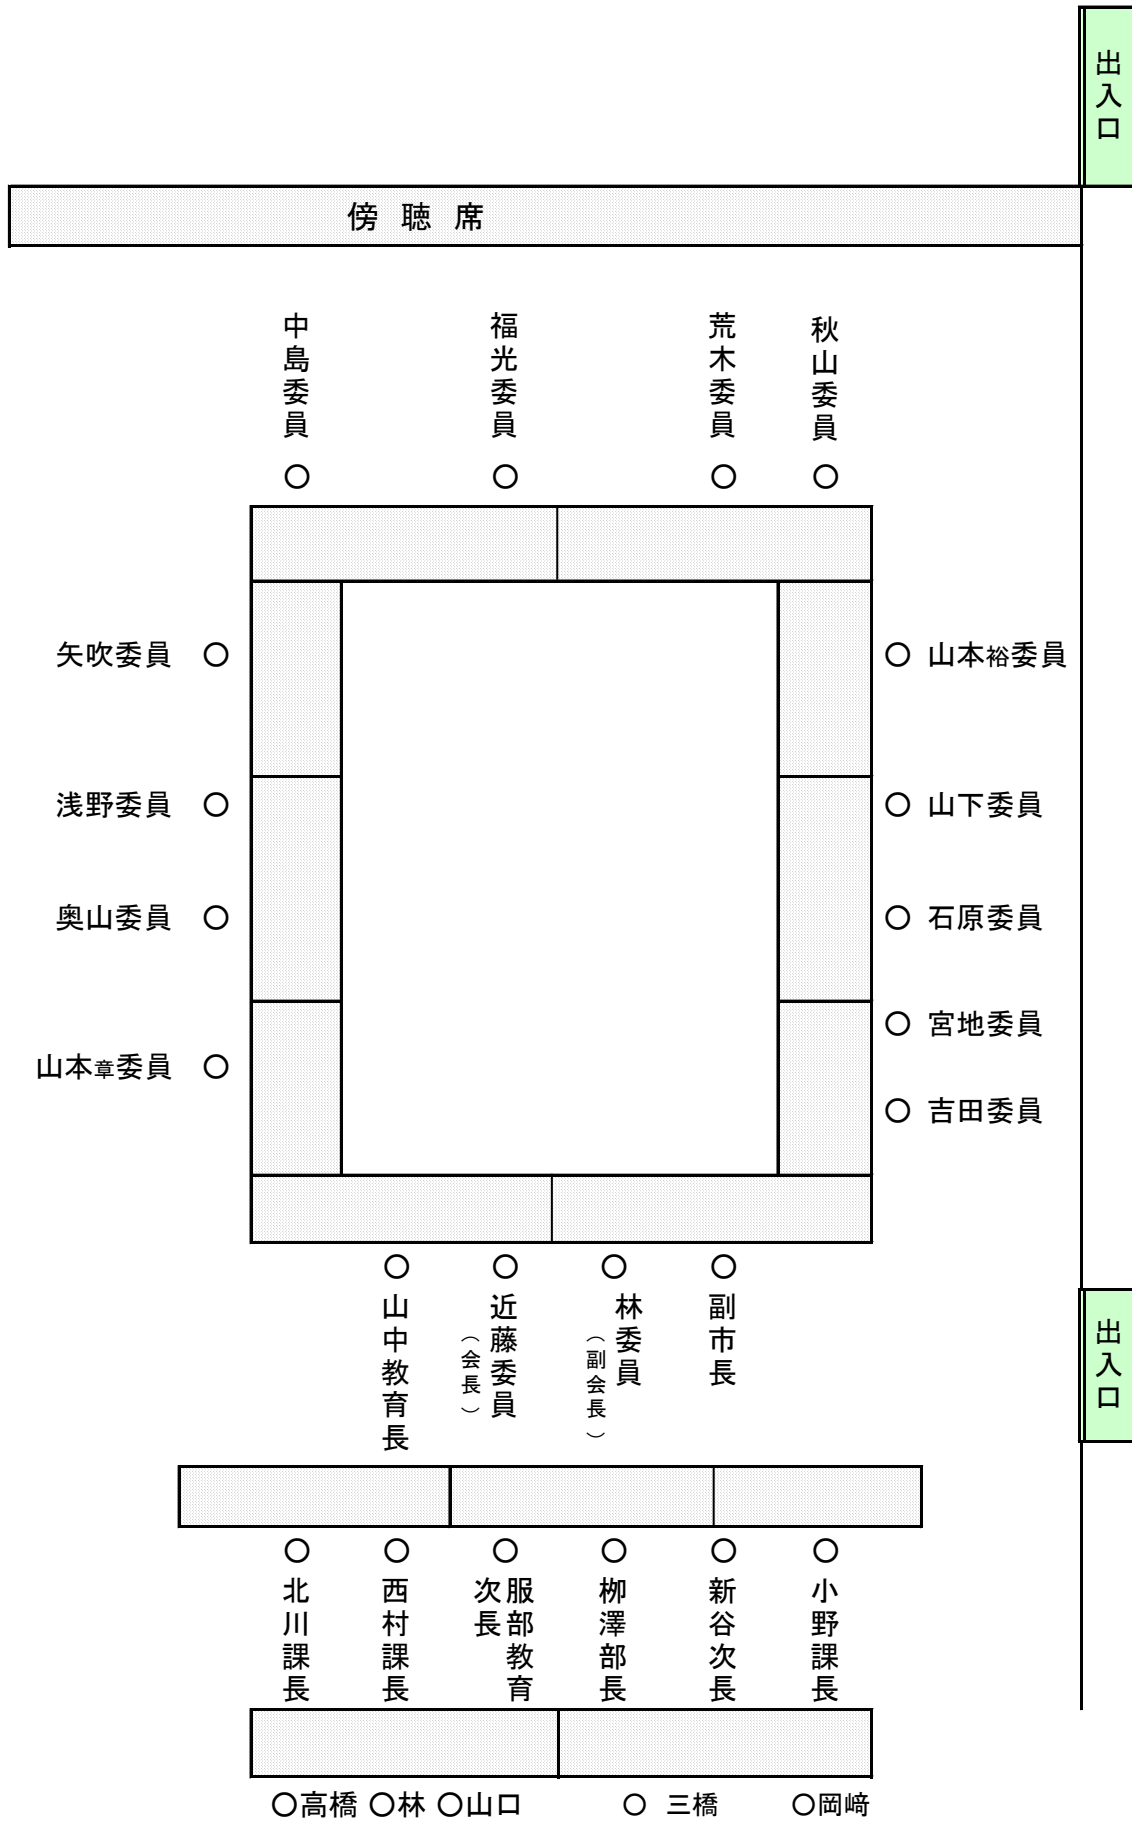 出入口
傍聴席
中島委員
福光委員
荒木委員
秋山委員
○
○
○
○
矢吹委員 ○
○ 山本裕委員
浅野委員 ○
○ 山下委員
奥山委員 ○
○ 石原委員
○ 宮地委員
山本章委員 ○
○ 吉田委員
○
○
○
○
山中教育長
近藤委員
（会長）
林委員
（副会長）
副市長
出入口
○
○
○
○
○
○
北川課長
西村課長
服部教育
次長
栁澤部長
新谷次長
小野課長
○高橋 ○林 ○山口 ○ 三橋 ○岡﨑